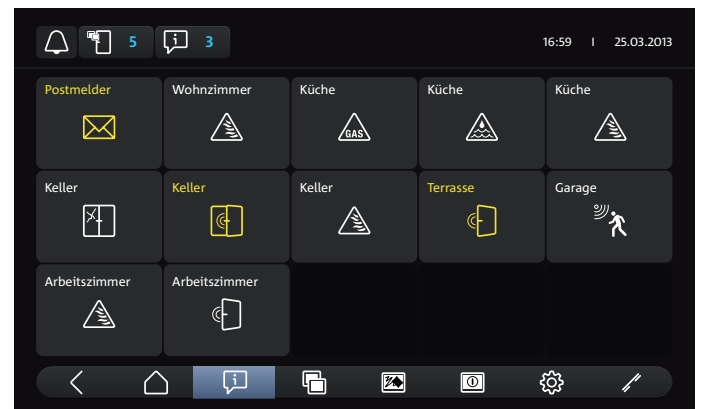 5 3 16:59 I 25.03.2013
Postmelder Wohnzimmer Küche Küche Küche
GAS
Keller Keller Keller Terrasse Garage
Arbeitszimmer Arbeitszimmer